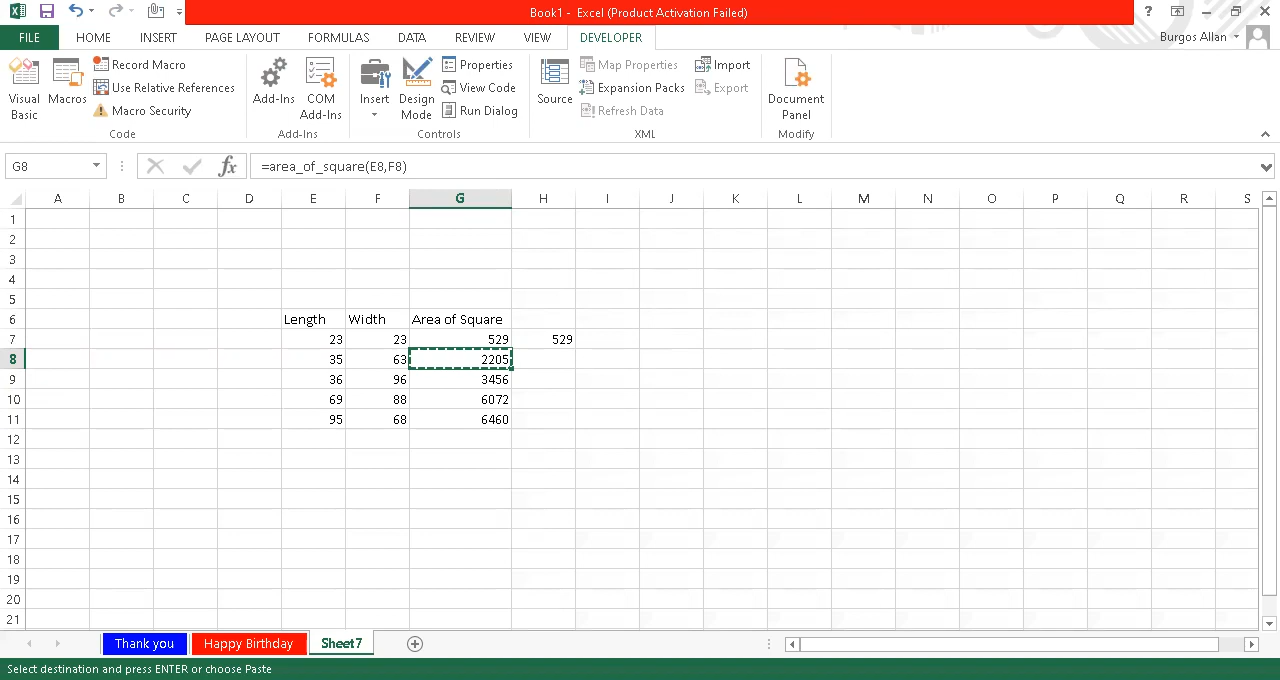 Book1 - Excel (Product Activation Failed)
?
FILE HOME INSERT PAGE LAYOUT FORMULAS DATA REVIEW VIEW DEVELOPER
Burgos Allan
Visual Basic
Macros
Record Macro
Use Relative References
Macro Security
Code
Add-Ins
COM Add-Ins
Add-Ins
Insert
Design Mode
Properties
View Code
Run Dialog
Controls
Source
Map Properties
Expansion Packs
Refresh Data
Import
Export
XML
Document Panel
Modify
G8
fx
=area_of_square(E8,F8)
A B C D E F G H I J K L M N O P Q R S
1
2
3
4
5
6 Length Width Area of Square
7 23 23 529 529
8 35 63 2205
9 36 96 3456
10 69 88 6072
11 95 68 6460
12
13
14
15
16
17
18
19
20
21
Thank you Happy Birthday Sheet7
Select destination and press ENTER or choose Paste